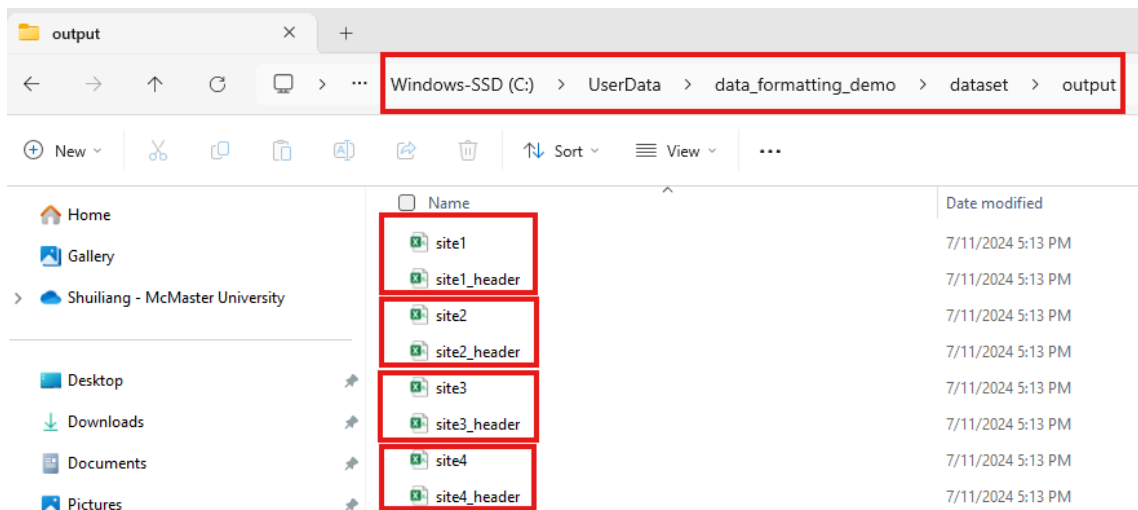 output
... Windows-SSD (C:) > UserData > data_formatting_demo > dataset > output
New Sort View ...
Name Date modified
Home
Gallery
Shuiliang - McMaster University
Desktop
Downloads
Documents
Pictures
site1 7/11/2024 5:13 PM
site1_header 7/11/2024 5:13 PM
site2 7/11/2024 5:13 PM
site2_header 7/11/2024 5:13 PM
site3 7/11/2024 5:13 PM
site3_header 7/11/2024 5:13 PM
site4 7/11/2024 5:13 PM
site4_header 7/11/2024 5:13 PM